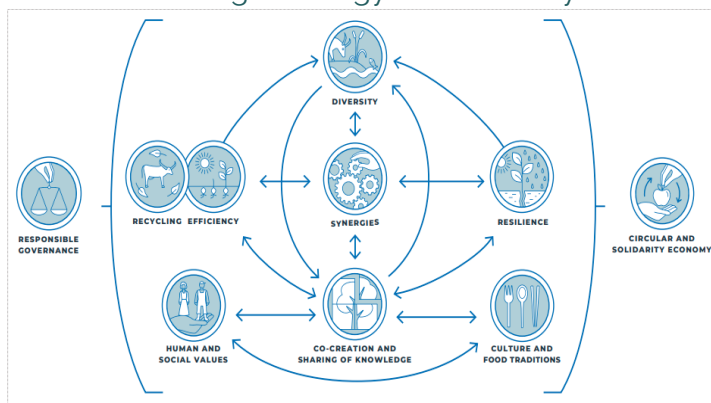 DIVERSITY
RECYCLING EFFICIENCY
SYNERGIES
RESILIENCE
RESPONSIBLE
GOVERNANCE
CIRCULAR AND
SOLIDARITY ECONOMY
HUMAN AND
SOCIAL VALUES
CO-CREATION AND
SHARING OF KNOWLEDGE
CULTURE AND
FOOD TRADITIONS